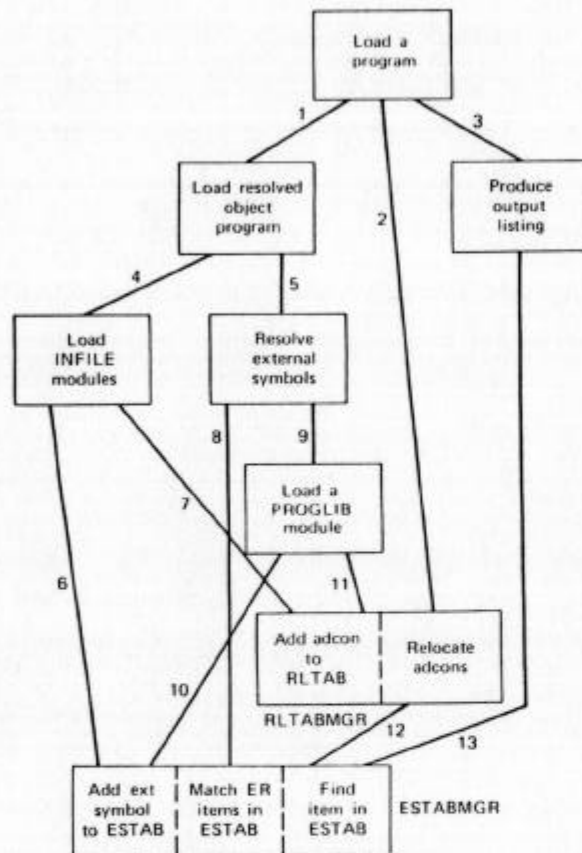 Load a
program
1
3
2
Load resolved
object
program
Produce
output
listing
4
5
Load
INFILE
modules
Resolve
external
symbols
8
9
7
Load a
PROGLIB
module
6
11
10
Add adcon
to
RLTAB
Relocate
adcons
RLTABMGR
12
13
Add ext
symbol
to ESTAB
Match ER
items in
ESTAB
Find
item in
ESTAB
ESTABMGR